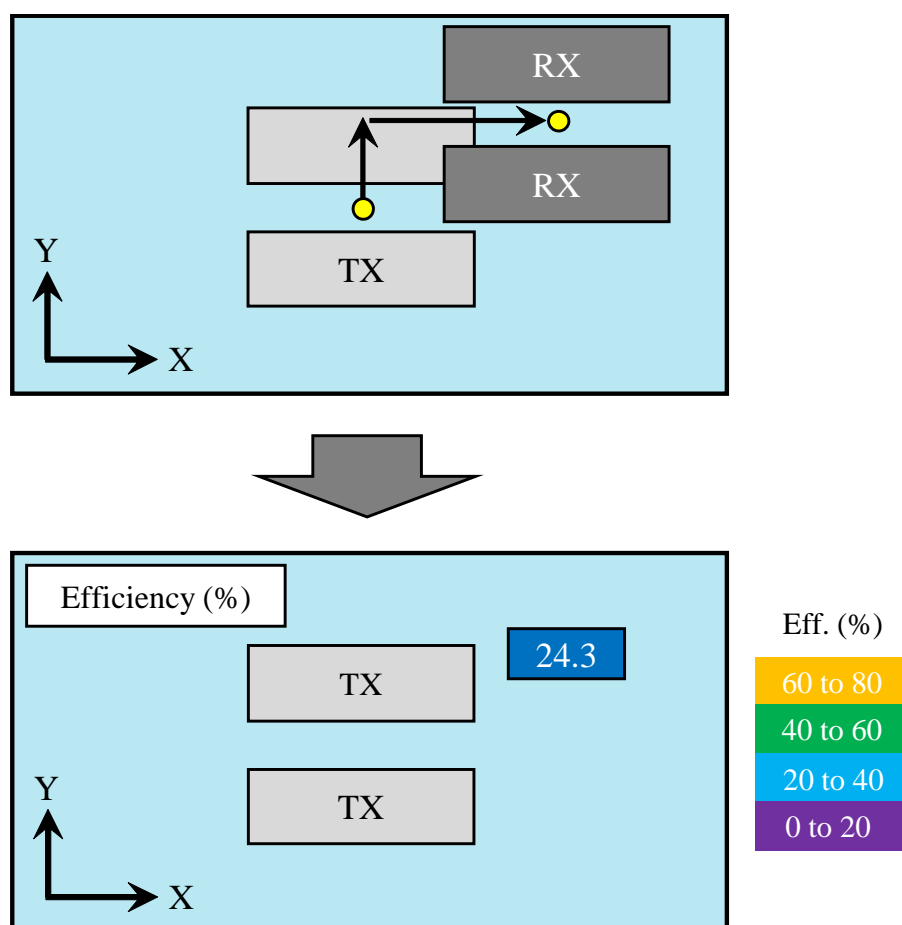 RX
RX
TX
Y
X
Efficiency (%)
24.3
TX
TX
Y
X
Eff. (%)
60 to 80
40 to 60
20 to 40
0 to 20